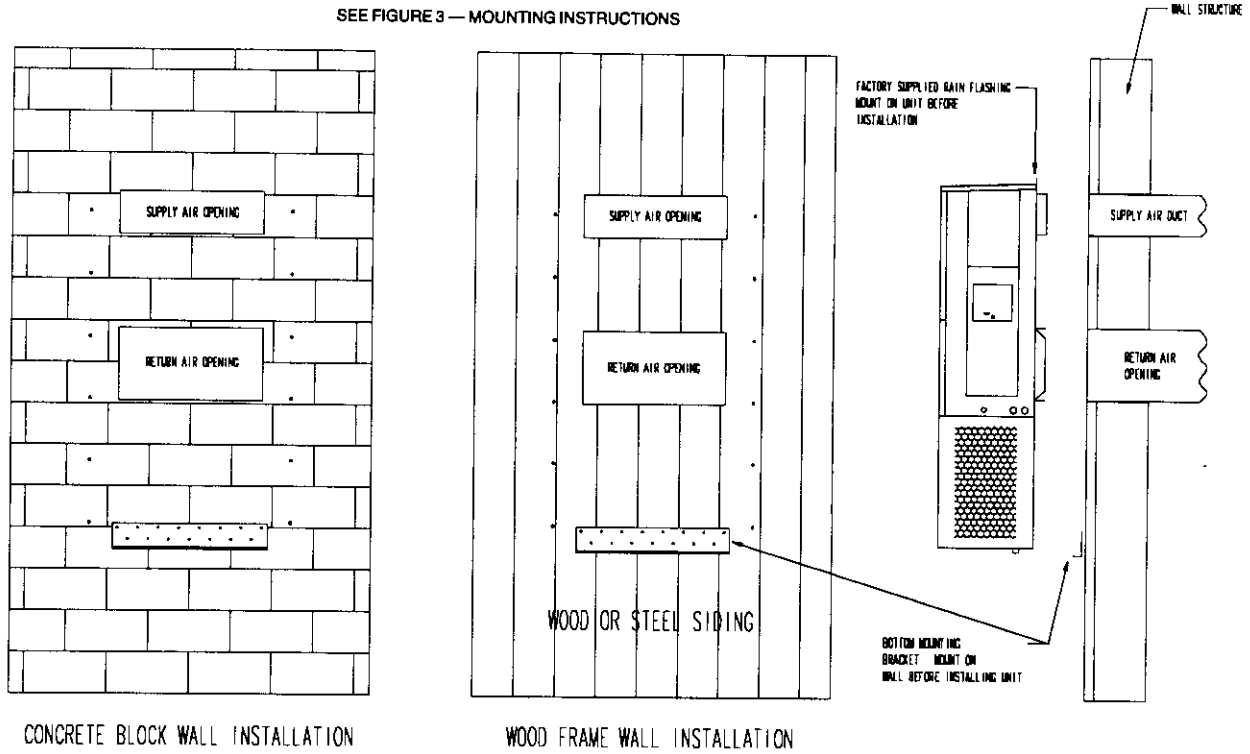 SEE FIGURE 3 — MOUNTING INSTRUCTIONS
WALL STRUCTURE
FACTORY SUPPLIED RAIN FLASHING
MOUNT ON UNIT BEFORE
INSTALLATION
SUPPLY AIR OPENING
SUPPLY AIR OPENING
SUPPLY AIR DUCT
RETURN AIR OPENING
RETURN AIR OPENING
RETURN AIR
OPENING
WOOD OR STEEL SIDING
BOTTOM MOUNTING
BRACKET MOUNT ON
WALL BEFORE INSTALLING UNIT
CONCRETE BLOCK WALL INSTALLATION
WOOD FRAME WALL INSTALLATION